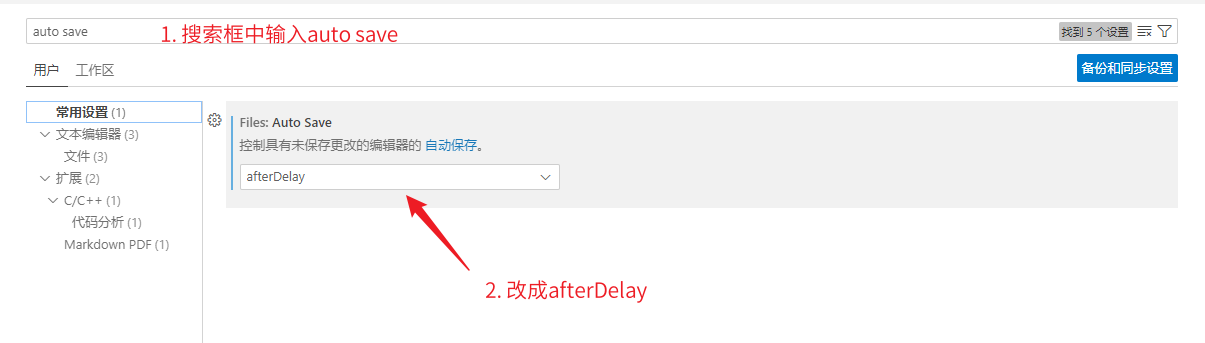 auto save
1. 搜索框中输入auto save
找到 5 个设置
用户
工作区
备份和同步设置
常用设置 (1)
文本编辑器 (3)
文件 (3)
扩展 (2)
C/C++ (1)
代码分析 (1)
Markdown PDF (1)
Files: Auto Save
控制具有未保存更改的编辑器的 自动保存。
afterDelay
2. 改成afterDelay